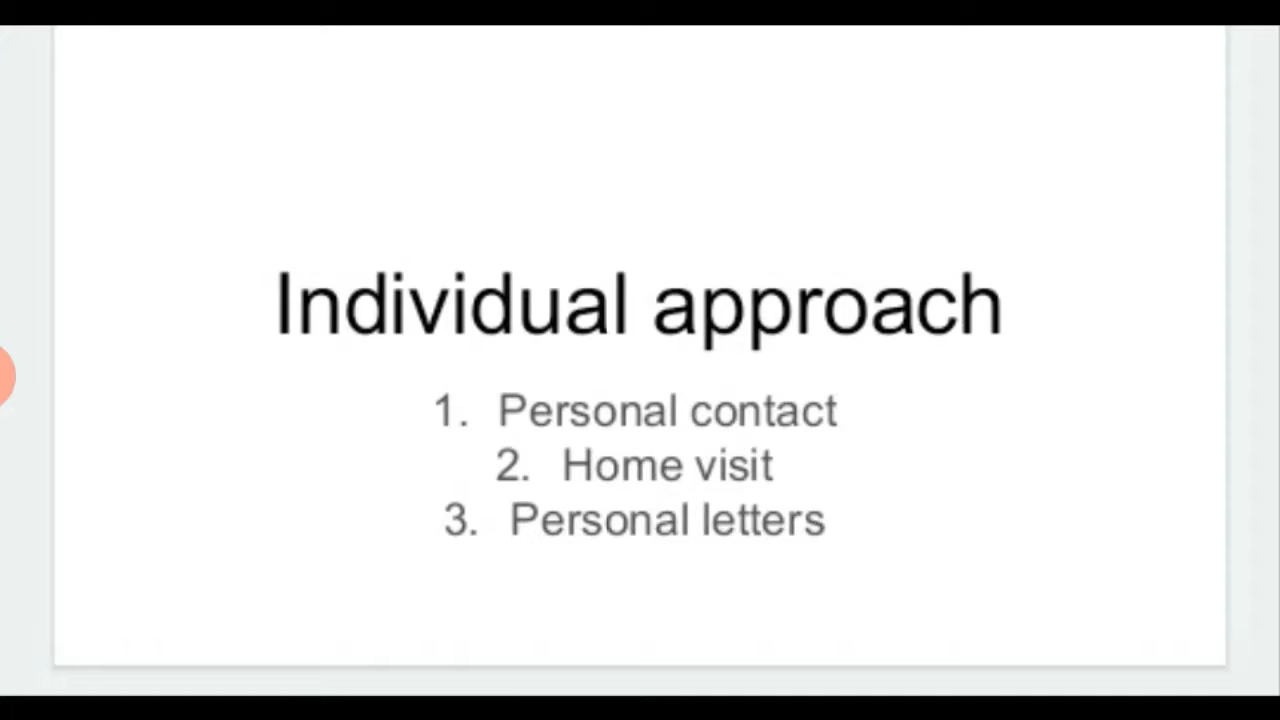 Individual approach
1. Personal contact
2. Home visit
3. Personal letters